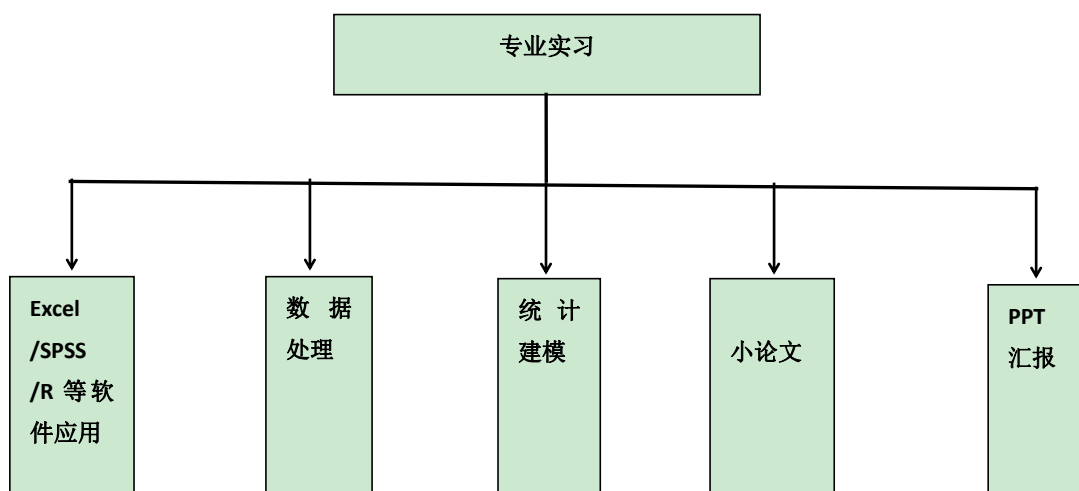 专业实习
Excel
/SPSS
/R 等软
件应用
数据
处理
统计
建模
小论文
PPT
汇报